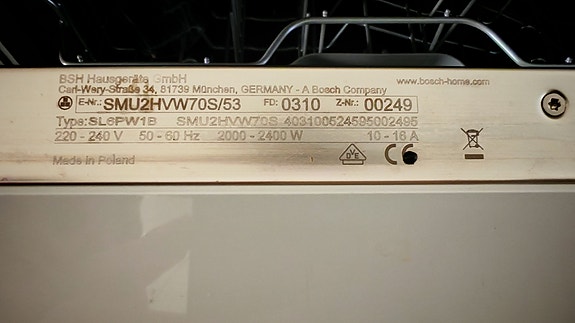 BSH Hausgeräte GmbH
www.bosch-home.com
Carl-Wery-Straße 34, 81739 München, GERMANY - A Bosch Company
E-Nr.: SMU2HVW70S/53 FD: 0310 Z-Nr.: 00249
Type: SL6PW1B SMU2HVW70S 403100524595002495
220 - 240 V 50 - 60 Hz 2000 - 2400 W 10 - 16 A
Made in Poland
VDE CE